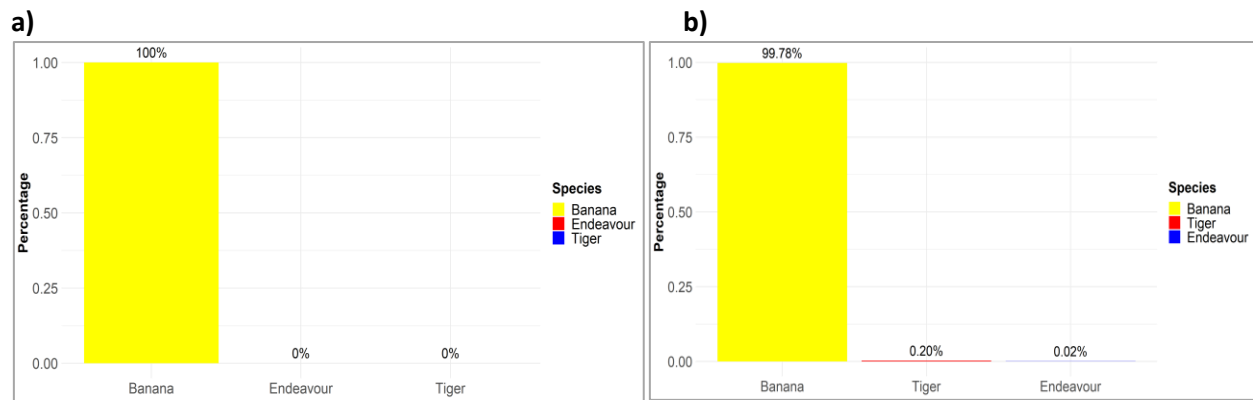 a)
100%
1.00
0.75
0.50
0.25
0.00
Percentage
0%
0%
Banana
Endeavour
Tiger
Species
Banana
Endeavour
Tiger
b)
99.78%
1.00
0.75
0.50
0.25
0.00
Percentage
0.20%
0.02%
Banana
Tiger
Endeavour
Species
Banana
Tiger
Endeavour